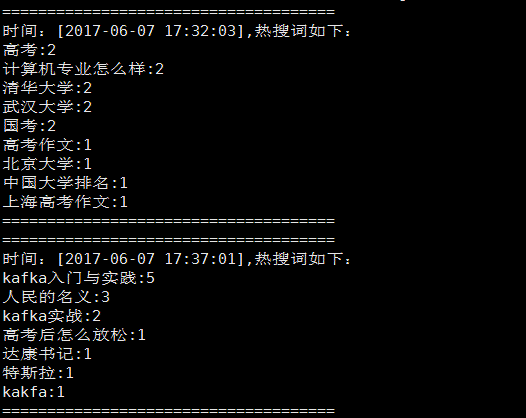 =====================================
时间：[2017-06-07 17:32:03],热搜词如下：
高考:2
计算机专业怎么样:2
清华大学:2
武汉大学:2
国考:2
高考作文:1
北京大学:1
中国大学排名:1
上海高考作文:1
=====================================
=====================================
时间：[2017-06-07 17:37:01],热搜词如下：
kafka入门与实践:5
人民的名义:3
kafka实战:2
高考后怎么放松:1
达康书记:1
特斯拉:1
kakfa:1
=====================================